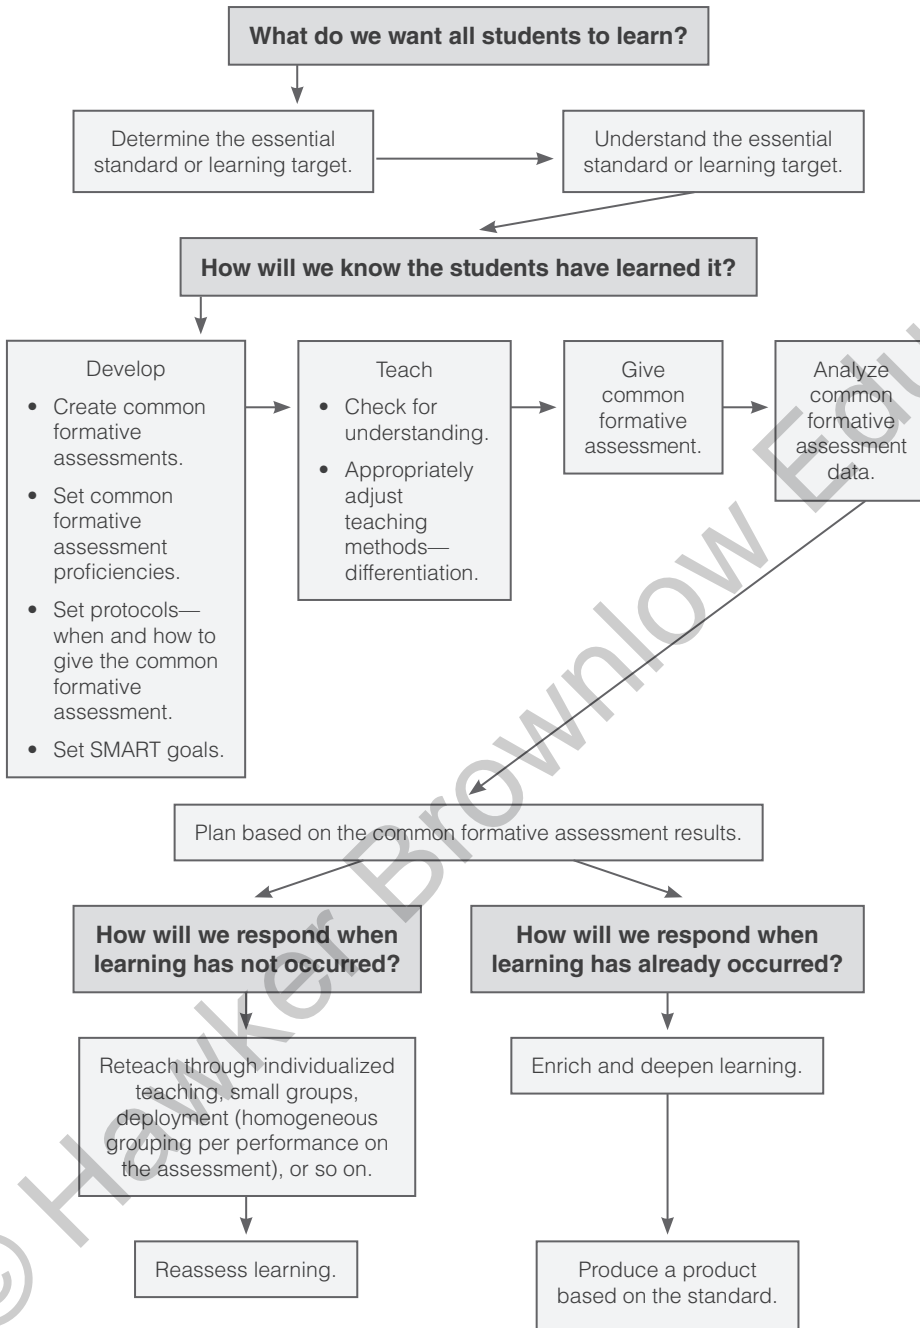 What do we want all students to learn?
Determine the essential
standard or learning target.
Understand the essential
standard or learning target.
How will we know the students have learned it?
Develop
• Create common
formative
assessments.
• Set common
formative
assessment
proficiencies.
• Set protocols—
when and how to
give the common
formative
assessment.
• Set SMART goals.
Teach
• Check for
understanding.
• Appropriately
adjust
teaching
methods—
differentiation.
Give
common
formative
assessment.
Analyze
common
formative
assessment
data.
Plan based on the common formative assessment results.
How will we respond when
learning has not occurred?
Reteach through individualized
teaching, small groups,
deployment (homogeneous
grouping per performance on
the assessment), or so on.
Reassess learning.
How will we respond when
learning has already occurred?
Enrich and deepen learning.
Produce a product
based on the standard.
© Hawker Brownlow Edu